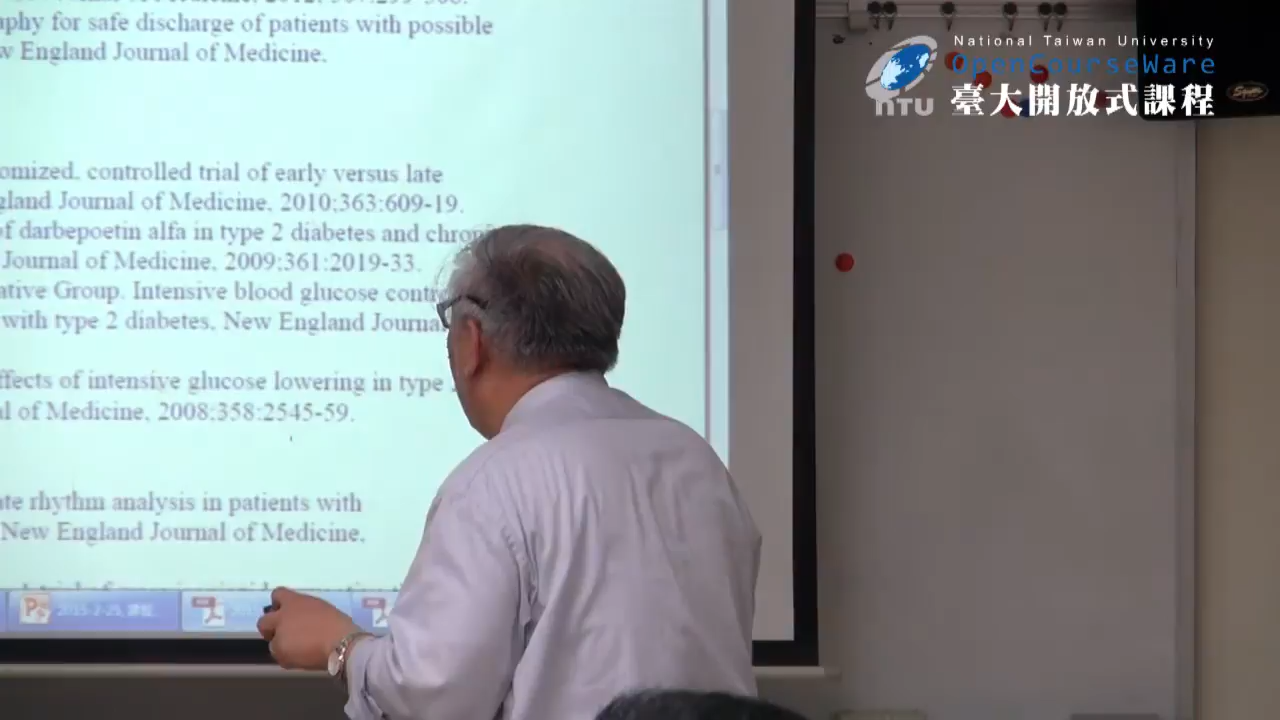 aphy for safe discharge of patients with possible
w England Journal of Medicine.
National Taiwan University
OpenCourseWare
NTU
臺大開放式課程
omized, controlled trial of early versus late
gland Journal of Medicine, 2010;363:609-19.
of darbepoetin alfa in type 2 diabetes and chron
Journal of Medicine, 2009;361:2019-33.
ative Group. Intensive blood glucose contr
with type 2 diabetes, New England Journa
ffects of intensive glucose lowering in type
al of Medicine, 2008;358:2545-59.
te rhythm analysis in patients with
New England Journal of Medicine,
2015-2-25, 課程